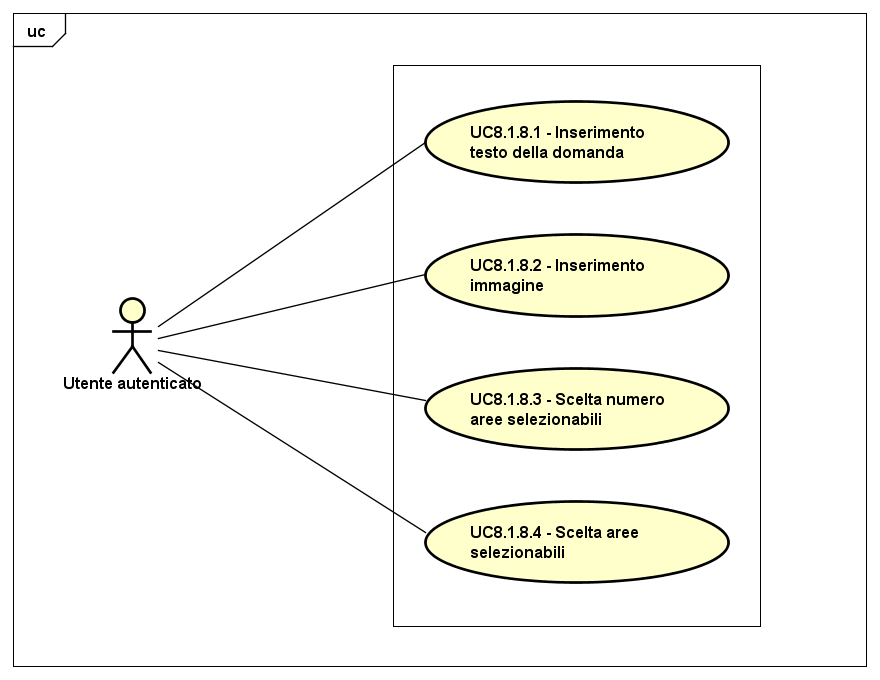 uc
UC8.1.8.1 - Inserimento
testo della domanda
UC8.1.8.2 - Inserimento
immagine
Utente autenticato
UC8.1.8.3 - Scelta numero
aree selezionabili
UC8.1.8.4 - Scelta aree
selezionabili